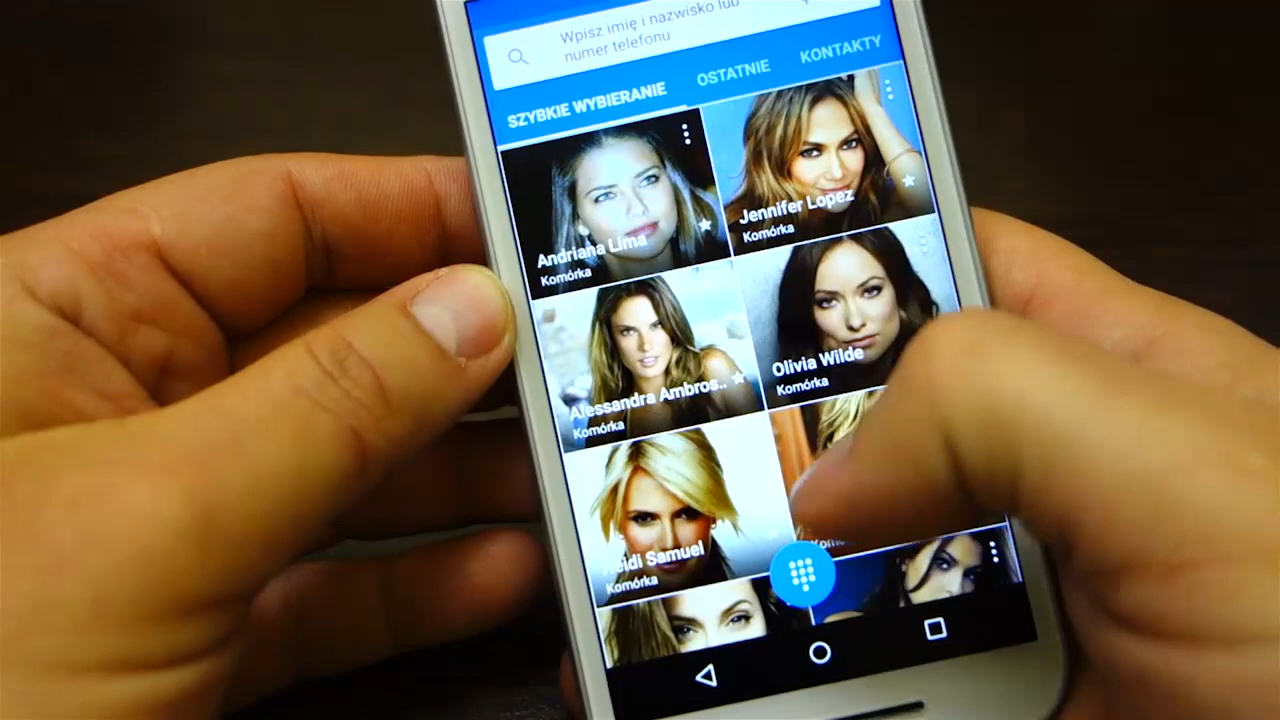 Wpisz imię i nazwisko lub
numer telefonu
SZYBKIE WYBIERANIE OSTATNIE KONTAKTY
Andriana Lima
Komórka
Jennifer Lopez
Komórka
Alessandra Ambros..
Komórka
Olivia Wilde
Komórka
Heidi Samuel
Komórka